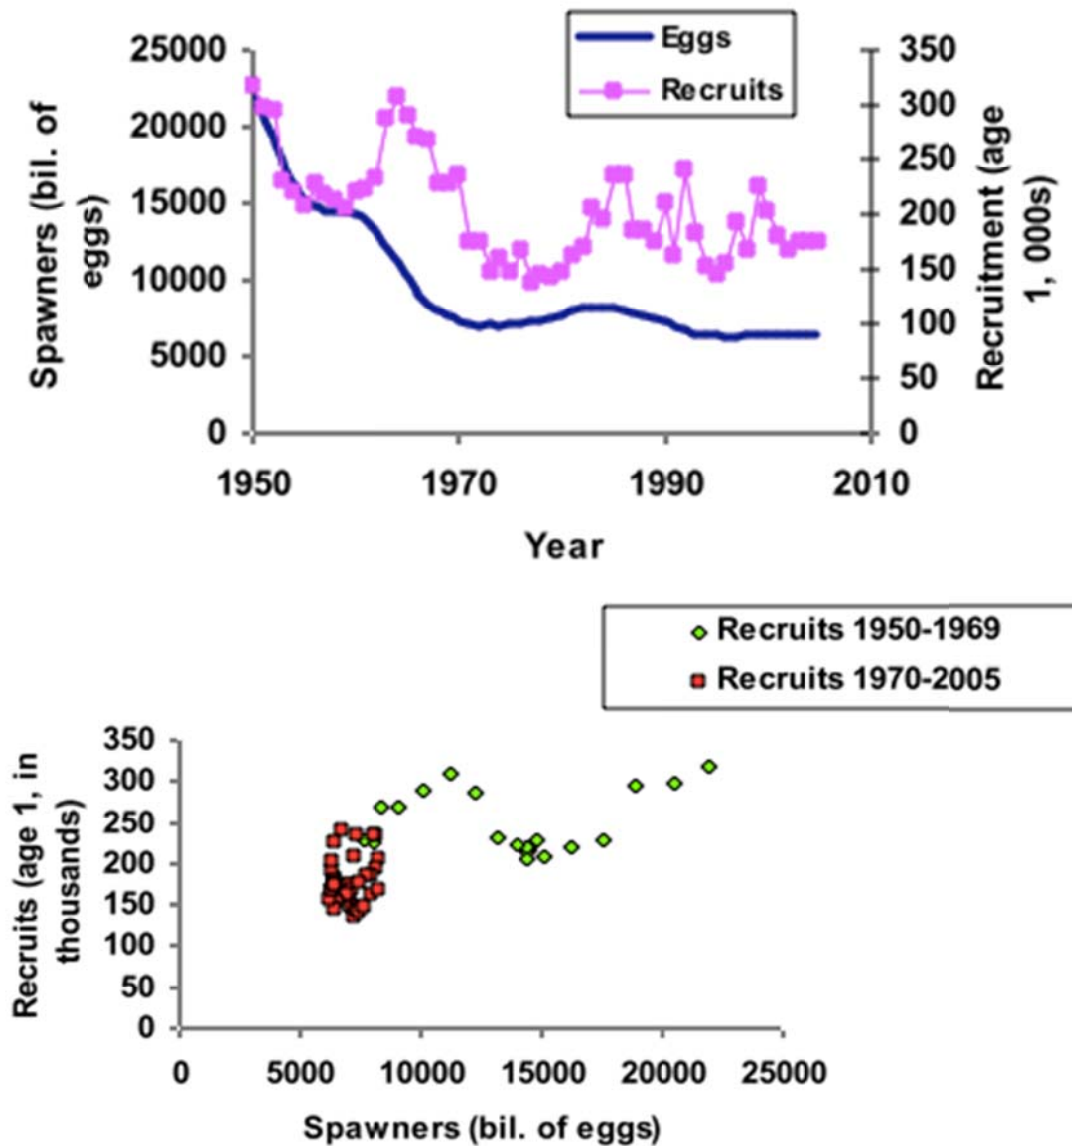 Eggs
Recruits
Spawners (bil. of
eggs)
25000
20000
15000
10000
5000
0
350
300
250
200
150
100
50
0
Recruitment (age
1, 000s)
1950 1970 1990 2010
Year
Recruits 1950-1969
Recruits 1970-2005
Recruits (age 1, in
thousands)
350
300
250
200
150
100
50
0
0 5000 10000 15000 20000 25000
Spawners (bil. of eggs)